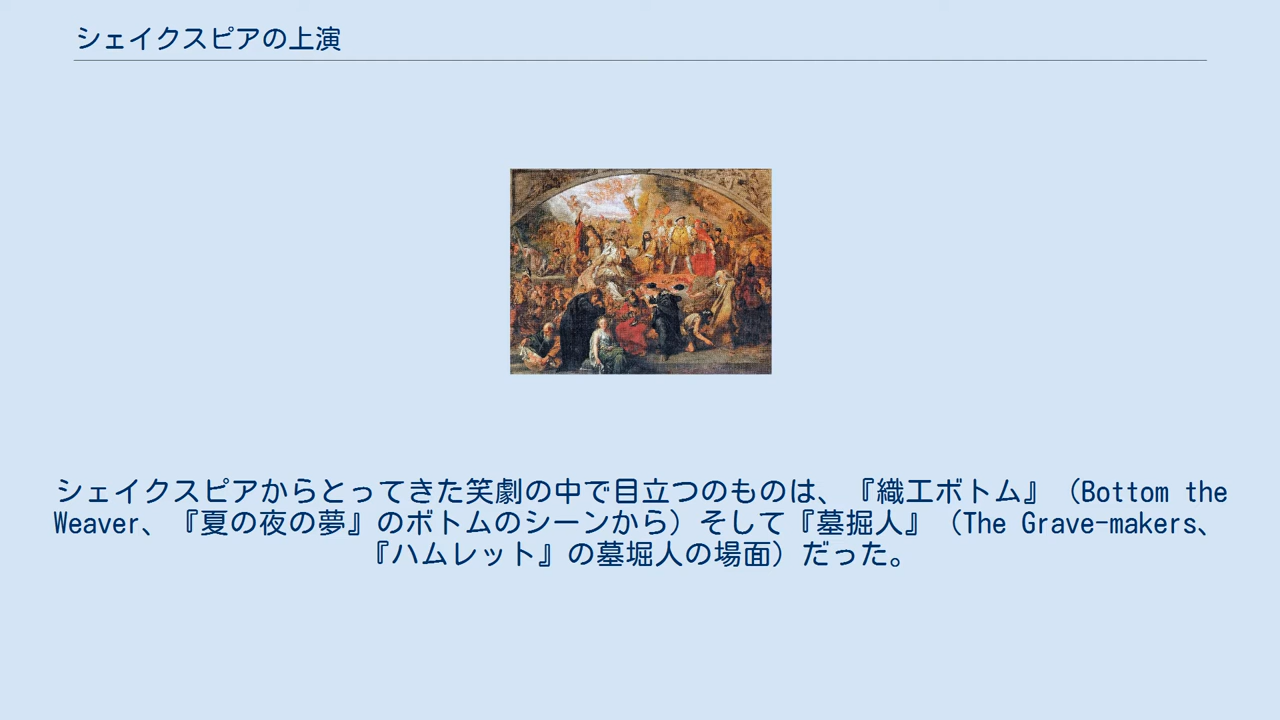 シェイクスピアの上演
シェイクスピアからとってきた笑劇の中で目立つのものは、『織工ボトム』（Bottom the
Weaver、『夏の夜の夢』のボトムのシーンから）そして『墓掘人』（The Grave-makers、
『ハムレット』の墓堀人の場面）だった。